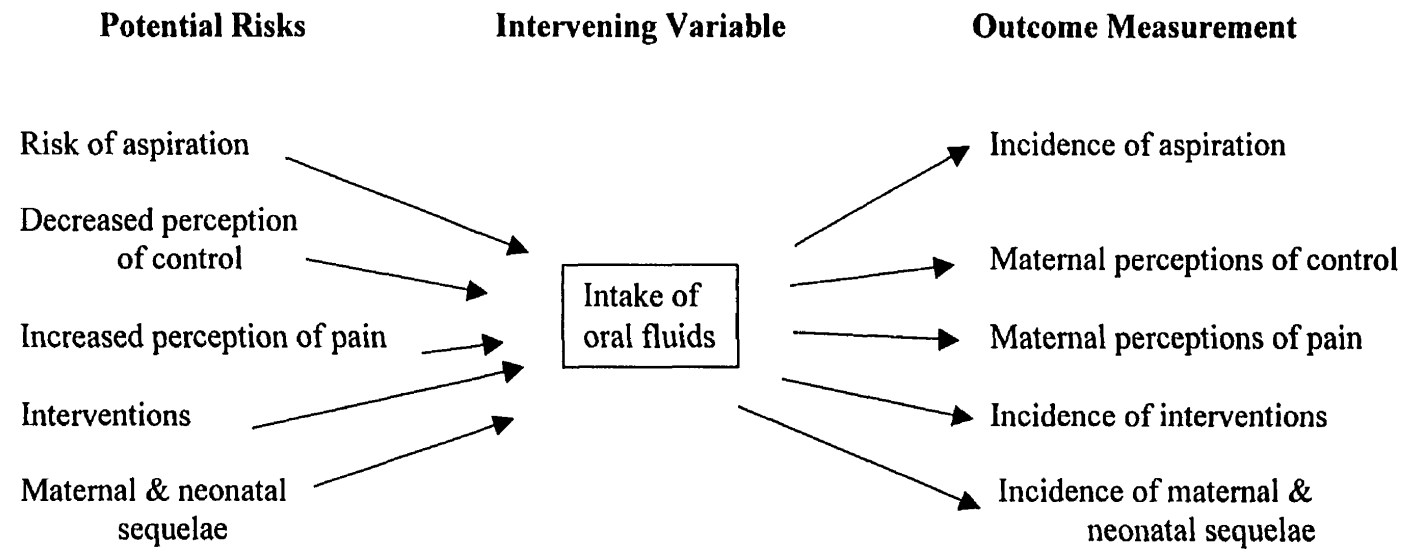 Potential Risks
Intervening Variable
Outcome Measurement
Risk of aspiration
Decreased perception
of control
Increased perception of pain
Interventions
Maternal & neonatal
sequelae
Intake of
oral fluids
Incidence of aspiration
Maternal perceptions of control
Maternal perceptions of pain
Incidence of interventions
Incidence of maternal &
neonatal sequelae